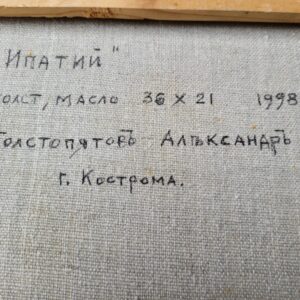 Ипатий"
олст, масло 36 х 21 1998
Толстопятовъ Алѣксандръ
г. Кострома.